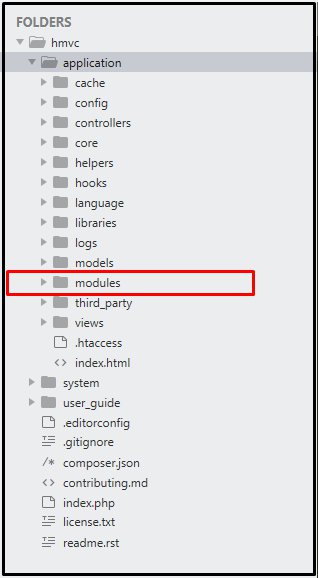 FOLDERS
hmvc
application
cache
config
controllers
core
helpers
hooks
language
libraries
logs
models
modules
third_party
views
.htaccess
<> index.html
system
user_guide
.editorconfig
.gitignore
/* composer.json
<> contributing.md
index.php
license.txt
readme.rst